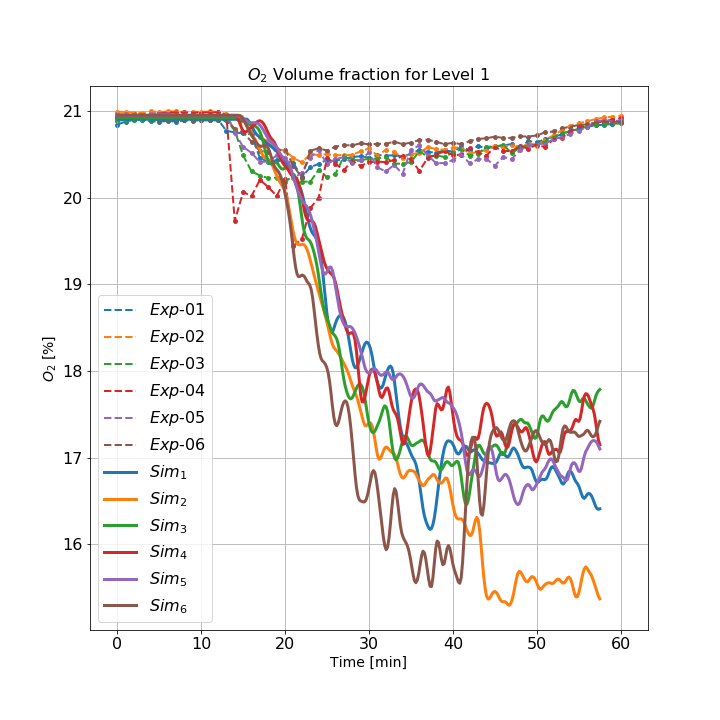 O₂ Volume fraction for Level 1
21
20
19
18
17
16
O₂ [%]
Exp-01
Exp-02
Exp-03
Exp-04
Exp-05
Exp-06
Sim₁
Sim₂
Sim₃
Sim₄
Sim₅
Sim₆
0 10 20 30 40 50 60
Time [min]